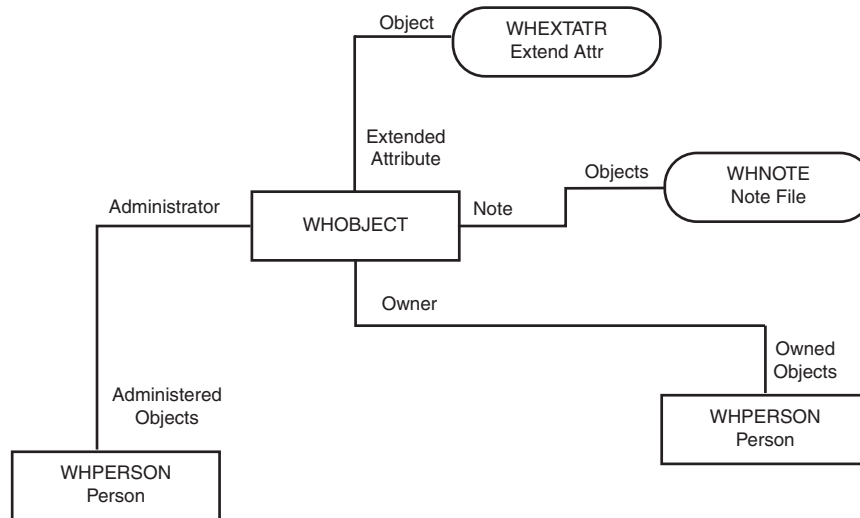 Object
WHEXTATR
Extend Attr
Extended
Attribute
Objects
WHNOTE
Note File
Administrator
WHOBJECT
Note
Owner
Owned
Objects
Administered
Objects
WHPERSON
Person
WHPERSON
Person